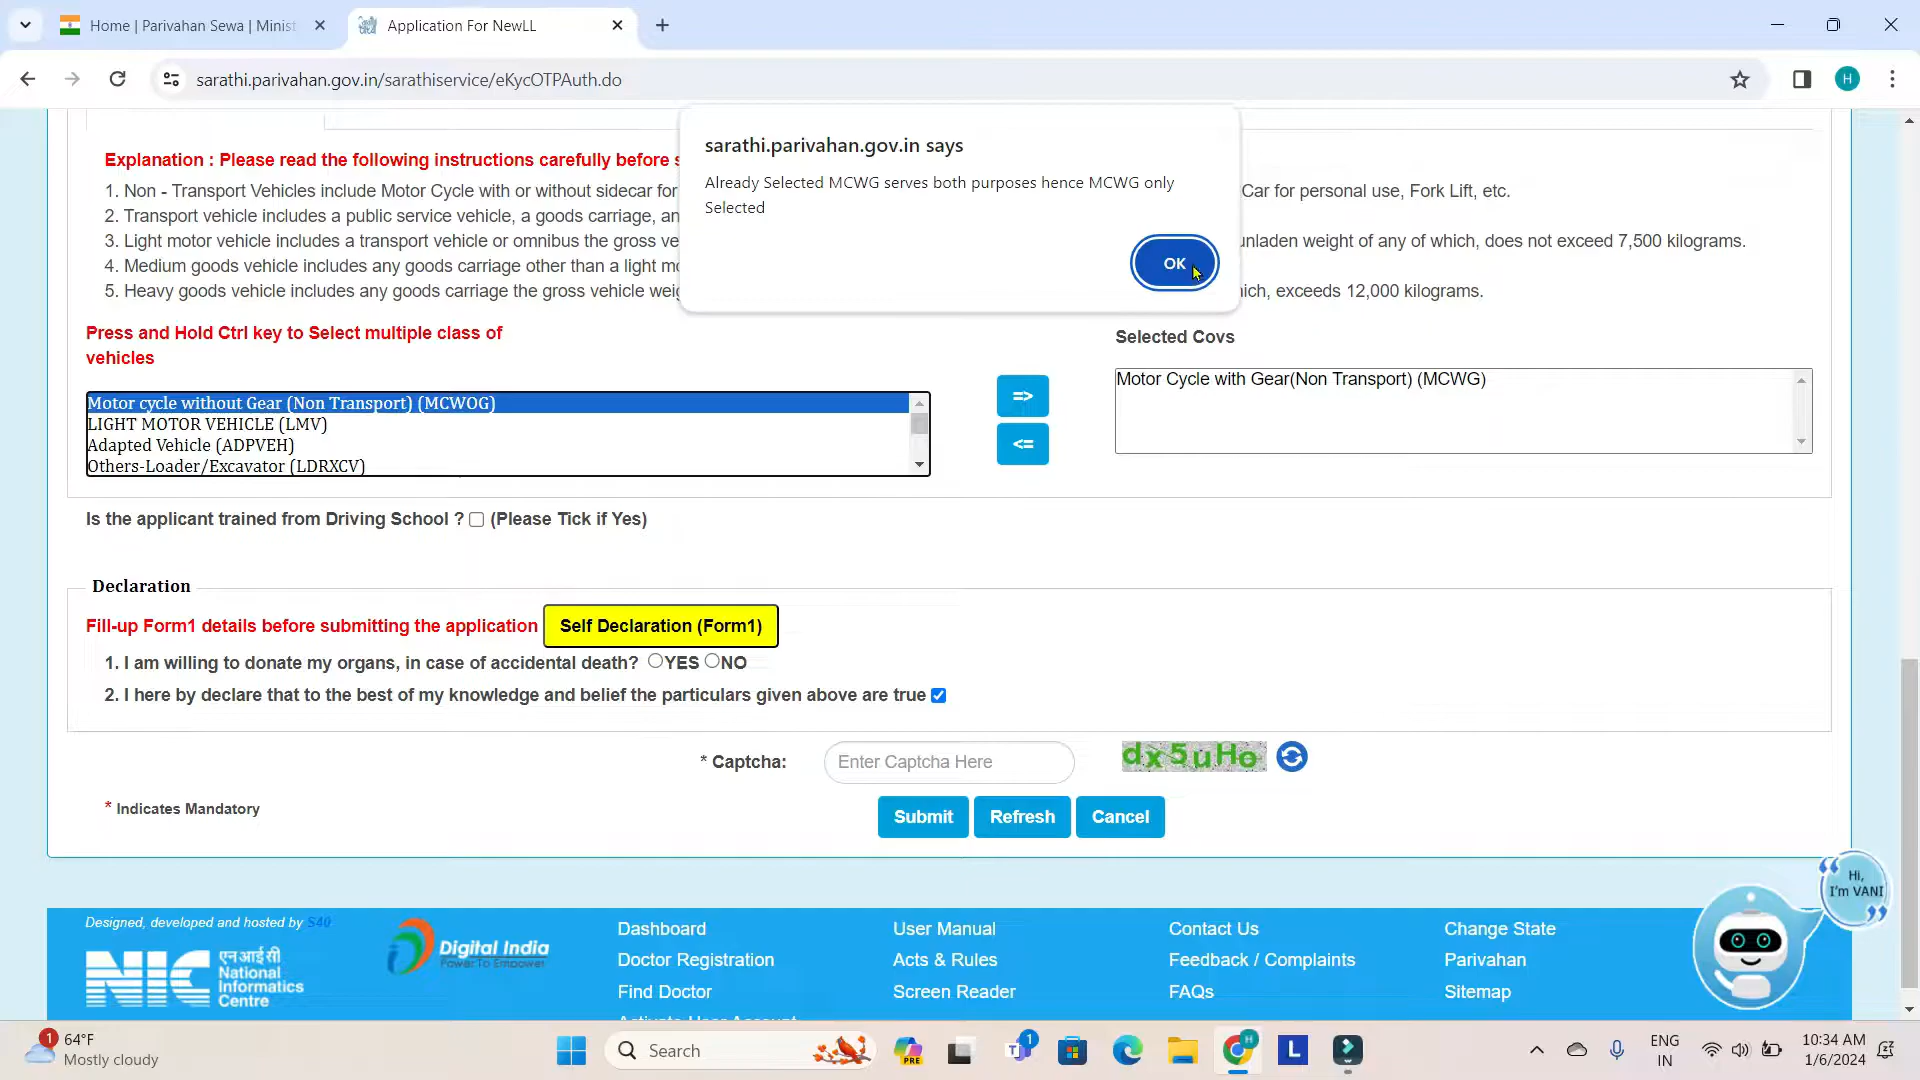 Home | Parivahan Sewa | Minist
Application For NewLL
sarathi.parivahan.gov.in/sarathiservice/eKycOTPAuth.do
H
sarathi.parivahan.gov.in says
Already Selected MCWG serves both purposes hence MCWG only
Selected
OK
Explanation : Please read the following instructions carefully before s
1. Non - Transport Vehicles include Motor Cycle with or without sidecar for Car for personal use, Fork Lift, etc.
2. Transport vehicle includes a public service vehicle, a goods carriage, an
3. Light motor vehicle includes a transport vehicle or omnibus the gross ve unladen weight of any of which, does not exceed 7,500 kilograms.
4. Medium goods vehicle includes any goods carriage other than a light m
5. Heavy goods vehicle includes any goods carriage the gross vehicle wei hich, exceeds 12,000 kilograms.
Press and Hold Ctrl key to Select multiple class of
vehicles
Selected Covs
Motor cycle without Gear (Non Transport) (MCWOG)
LIGHT MOTOR VEHICLE (LMV)
Adapted Vehicle (ADPVEH)
Others-Loader/Excavator (LDRXCV)
=>
<=
Motor Cycle with Gear(Non Transport) (MCWG)
Is the applicant trained from Driving School ? (Please Tick if Yes)
Declaration
Fill-up Form1 details before submitting the application Self Declaration (Form1)
1. I am willing to donate my organs, in case of accidental death? YES NO
2. I here by declare that to the best of my knowledge and belief the particulars given above are true
* Captcha: Enter Captcha Here dx5uHo
* Indicates Mandatory
Submit Refresh Cancel
Hi,
I'm VANI
Designed, developed and hosted by S40
NIC
एनआईसी
National
Informatics
Centre
Digital India
Power To Empower
Dashboard
Doctor Registration
Find Doctor
User Manual
Acts & Rules
Screen Reader
Contact Us
Feedback / Complaints
FAQs
Change State
Parivahan
Sitemap
1
64°F
Mostly cloudy
Search
PRE
1
H
L
ENG
IN
10:34 AM
1/6/2024